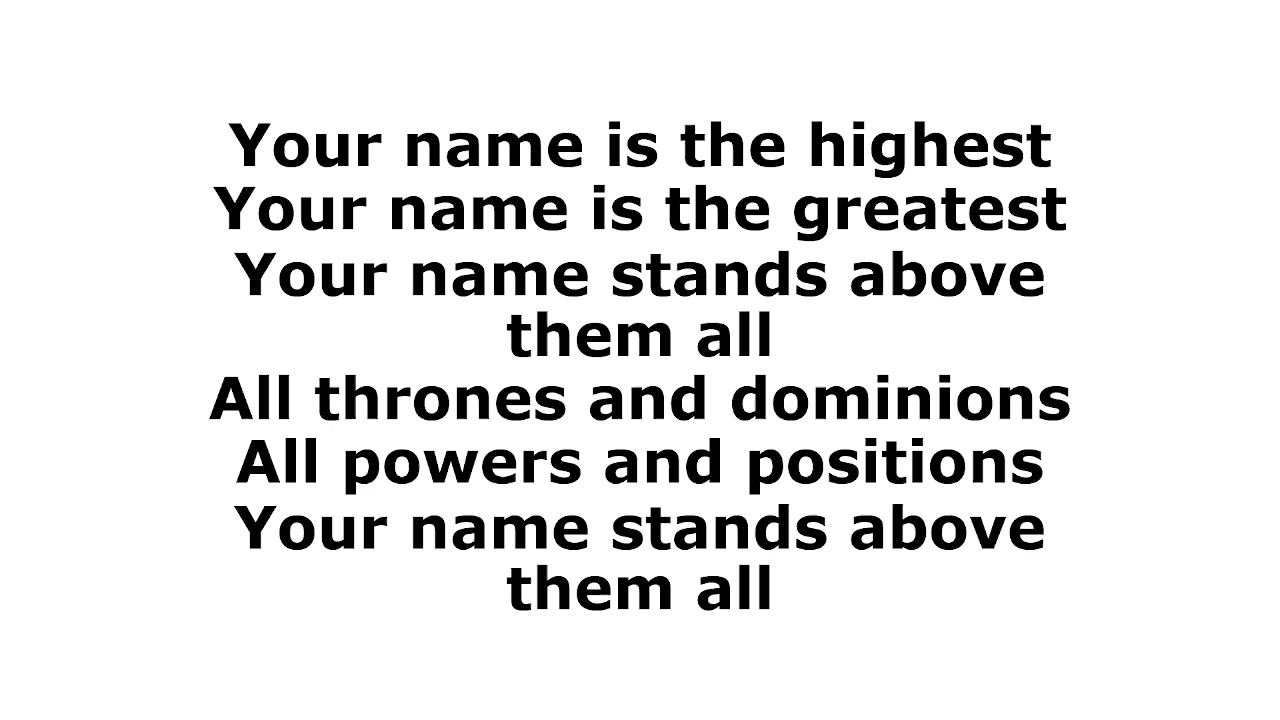 Your name is the highest
Your name is the greatest
Your name stands above
them all
All thrones and dominions
All powers and positions
Your name stands above
them all